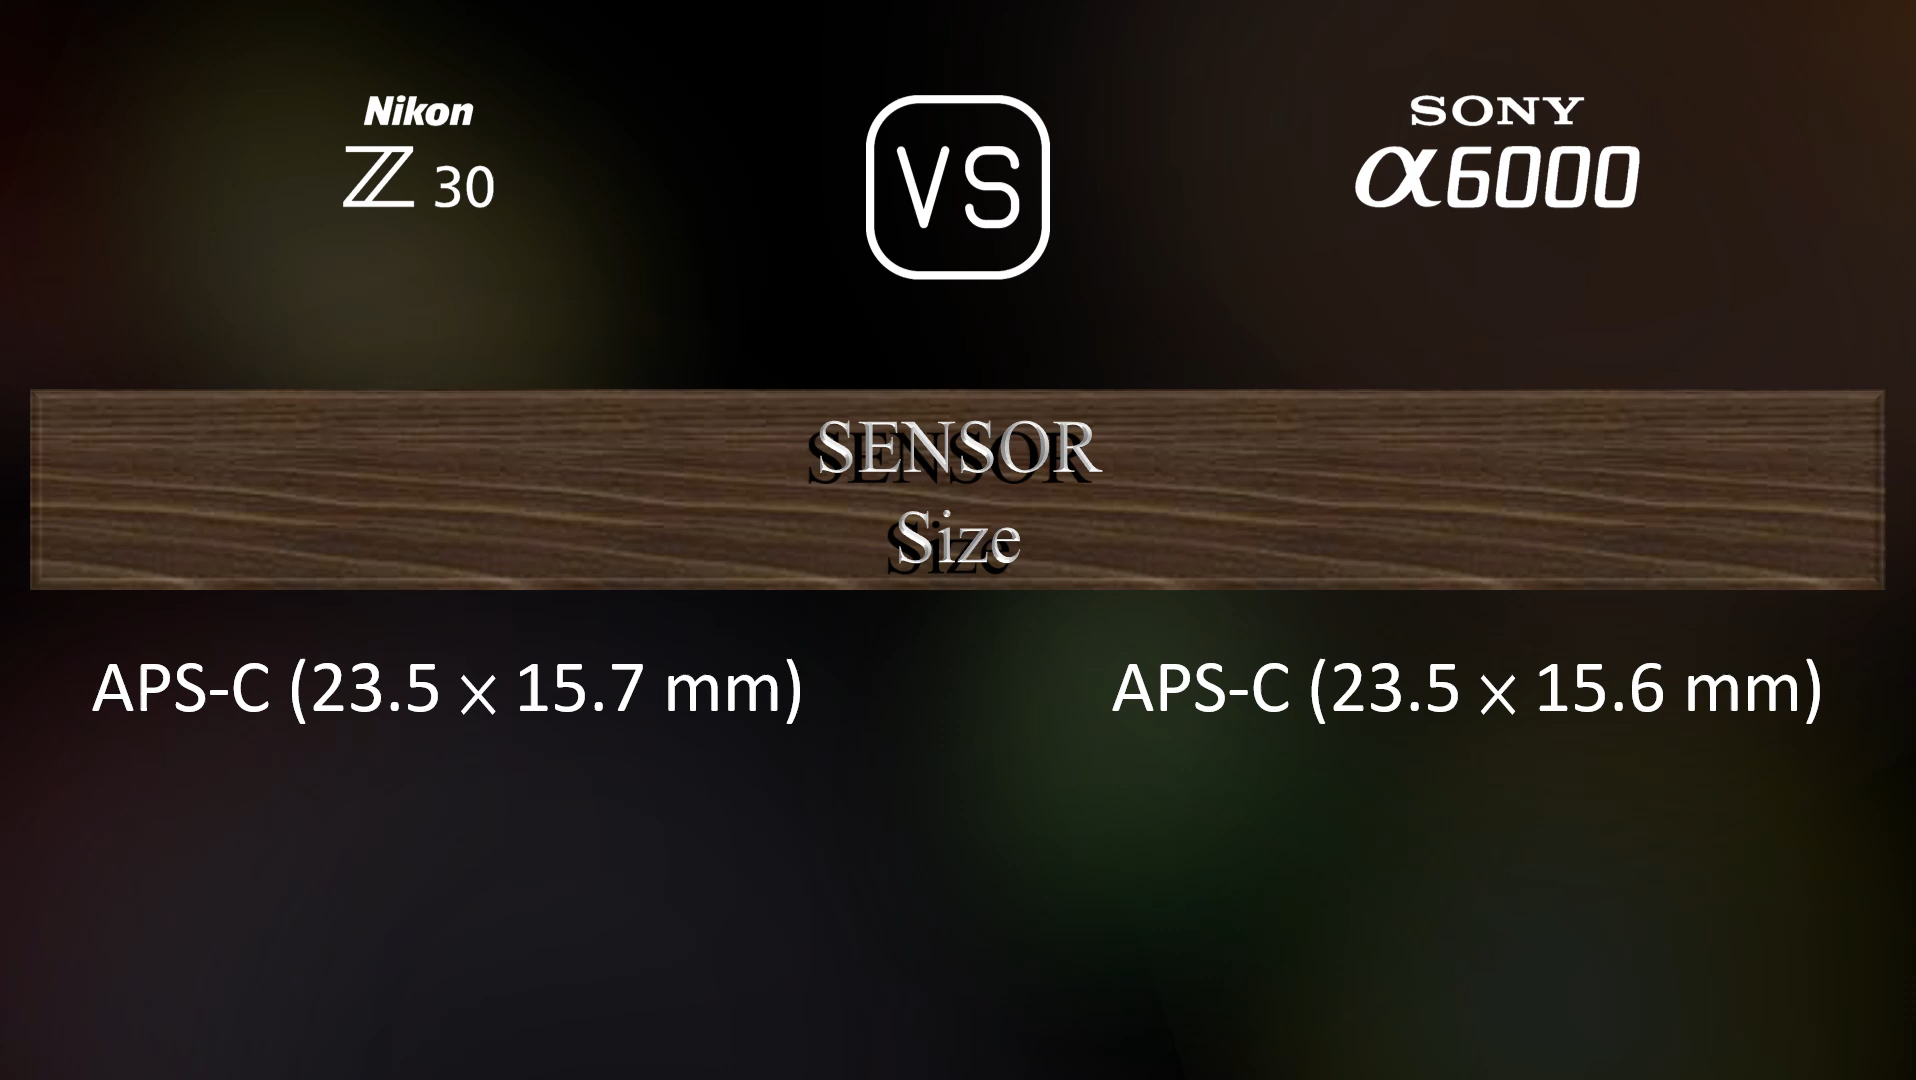 Nikon
Z 30
VS
SONY
α6000
SENSOR
Size
APS-C (23.5 x 15.7 mm)
APS-C (23.5 x 15.6 mm)